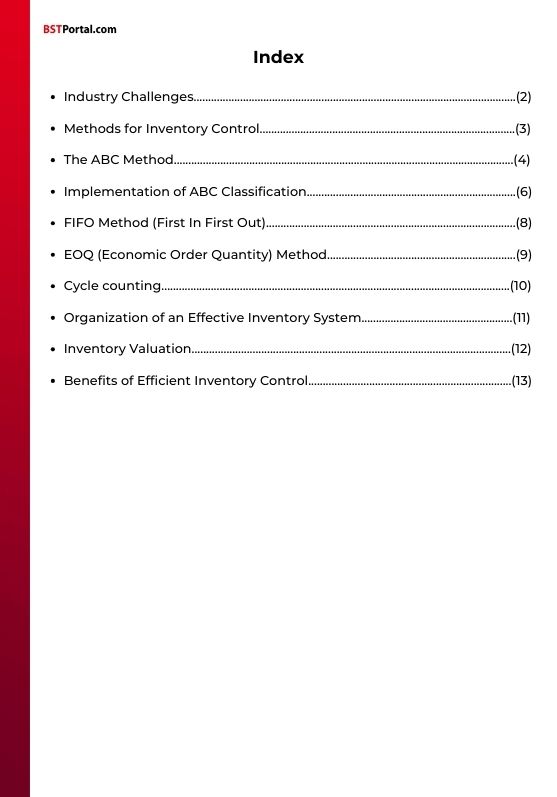 BSTPortal.com
Index
• Industry Challenges..........................................................................................................(2)
• Methods for Inventory Control....................................................................................(3)
• The ABC Method................................................................................................................(4)
• Implementation of ABC Classification.....................................................................(6)
• FIFO Method (First In First Out)...................................................................................(8)
• EOQ (Economic Order Quantity) Method...............................................................(9)
• Cycle counting...................................................................................................................(10)
• Organization of an Effective Inventory System..................................................(11)
• Inventory Valuation.........................................................................................................(12)
• Benefits of Efficient Inventory Control...................................................................(13)